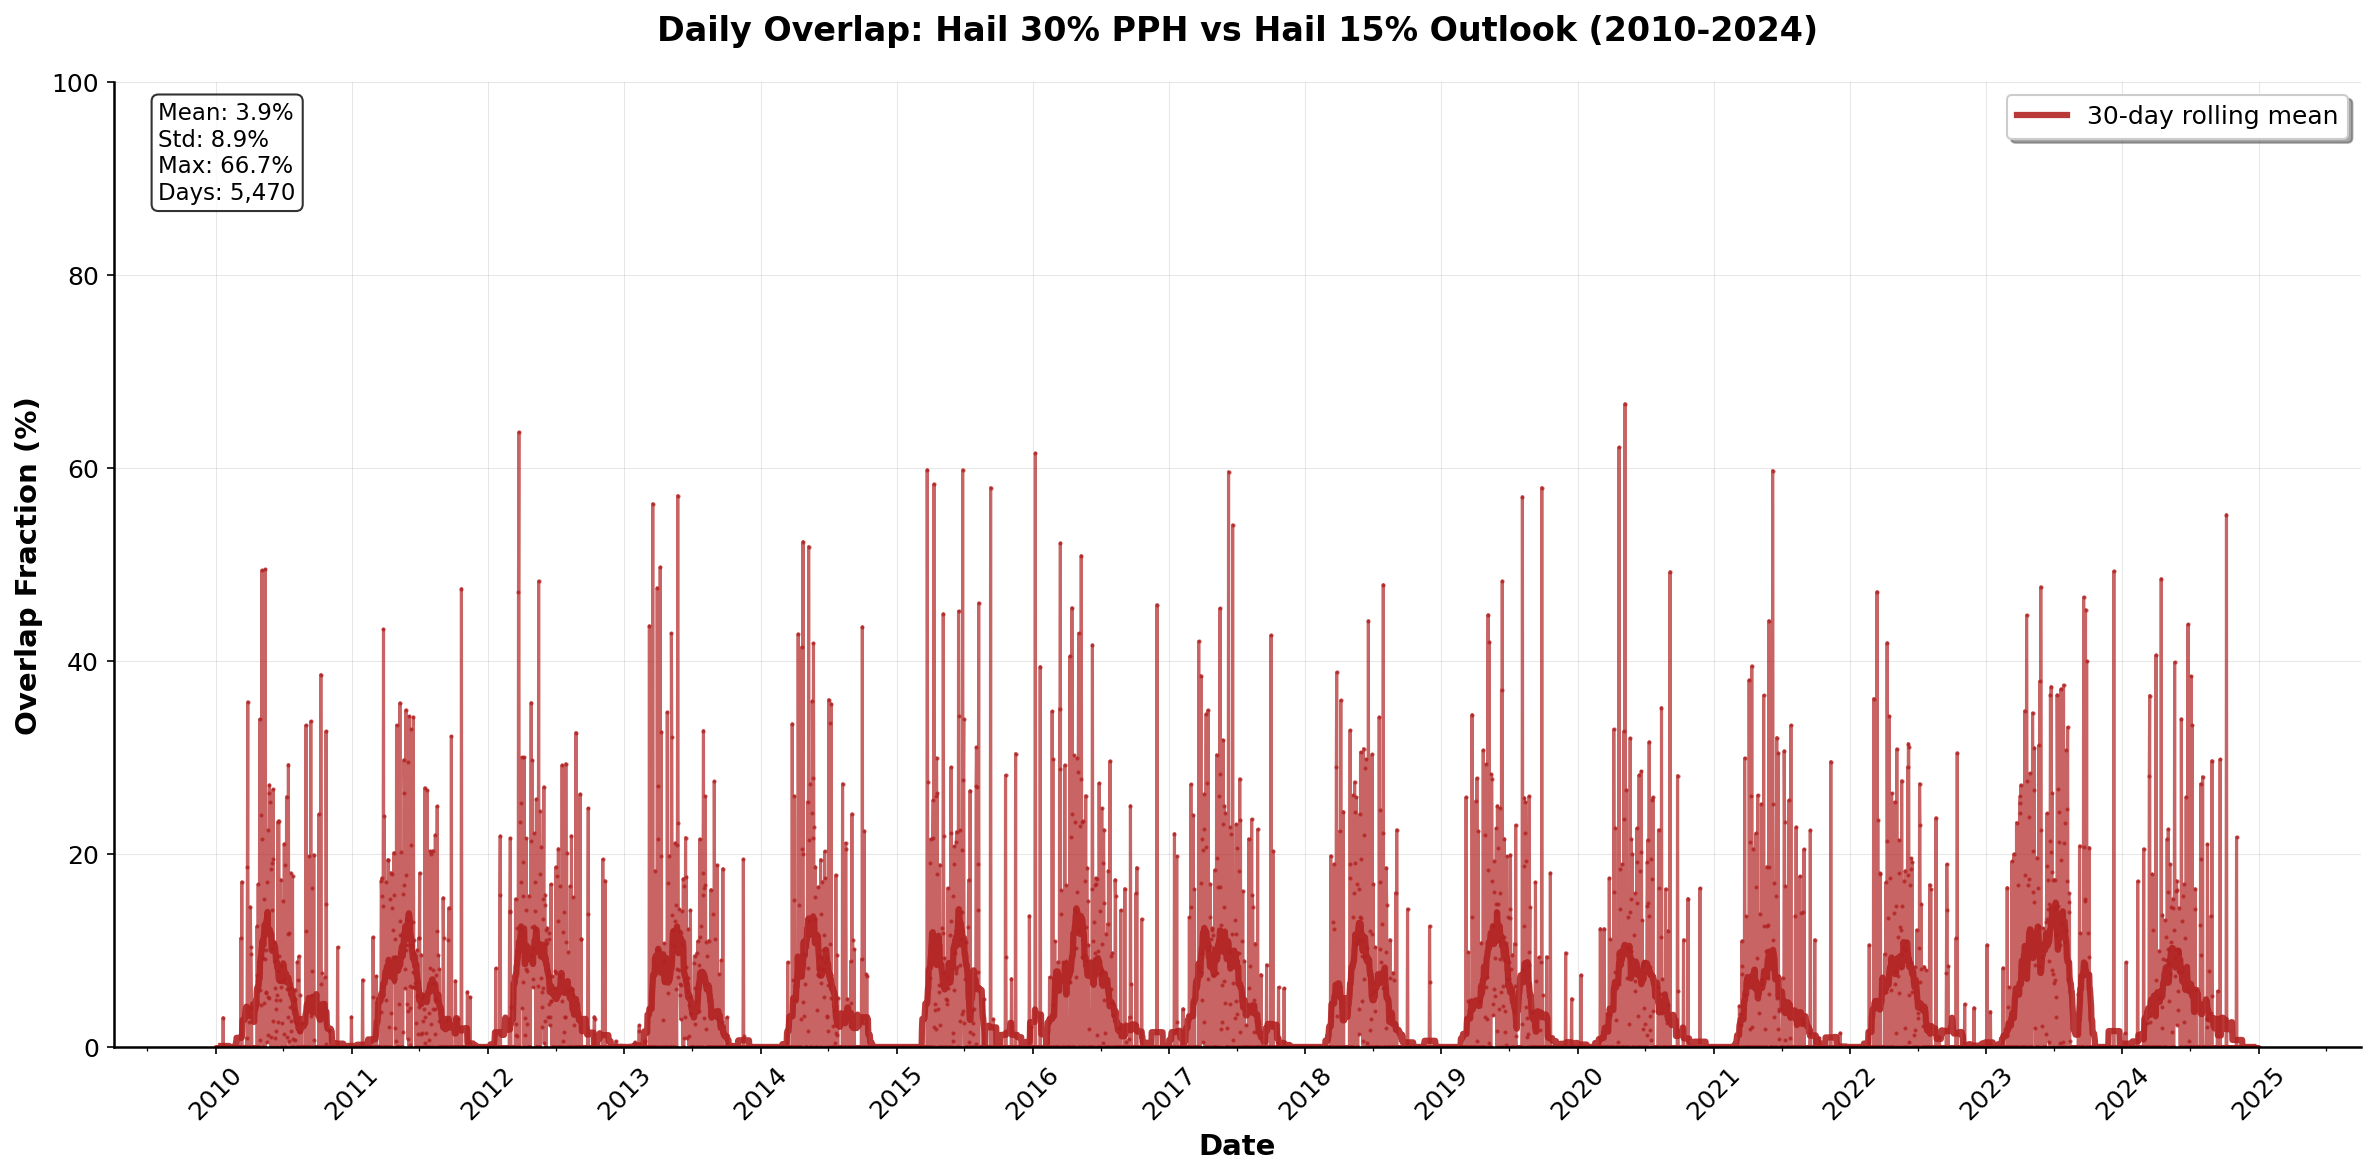 Daily Overlap: Hail 30% PPH vs Hail 15% Outlook (2010-2024)
Mean: 3.9%
Std: 8.9%
Max: 66.7%
Days: 5,470
30-day rolling mean
Overlap Fraction (%)
100
80
60
40
20
0
2010 2011 2012 2013 2014 2015 2016 2017 2018 2019 2020 2021 2022 2023 2024 2025
Date